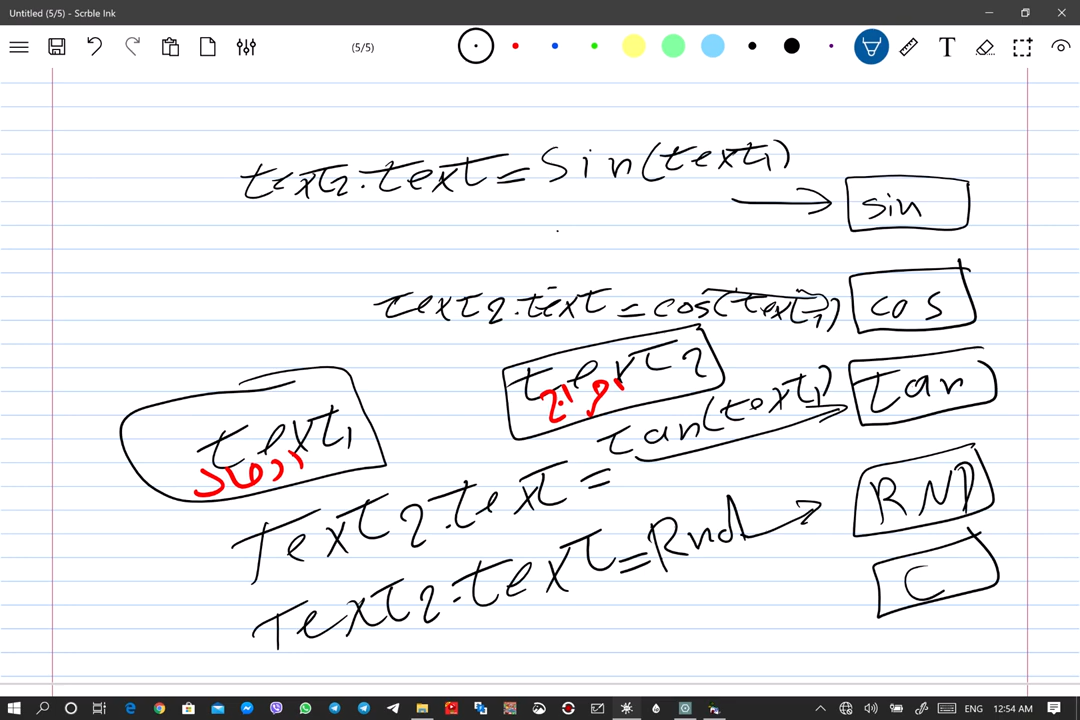 Untitled (5/5) - Scrble Ink
(5/5)
T
text2.text=Sin(text1)
sin
text2.text=cos(text1)
cos
text2
tan(text1)
tan
text1
Text2.text=
Text2.text=Rnd
RND
C
ENG
12:54 AM